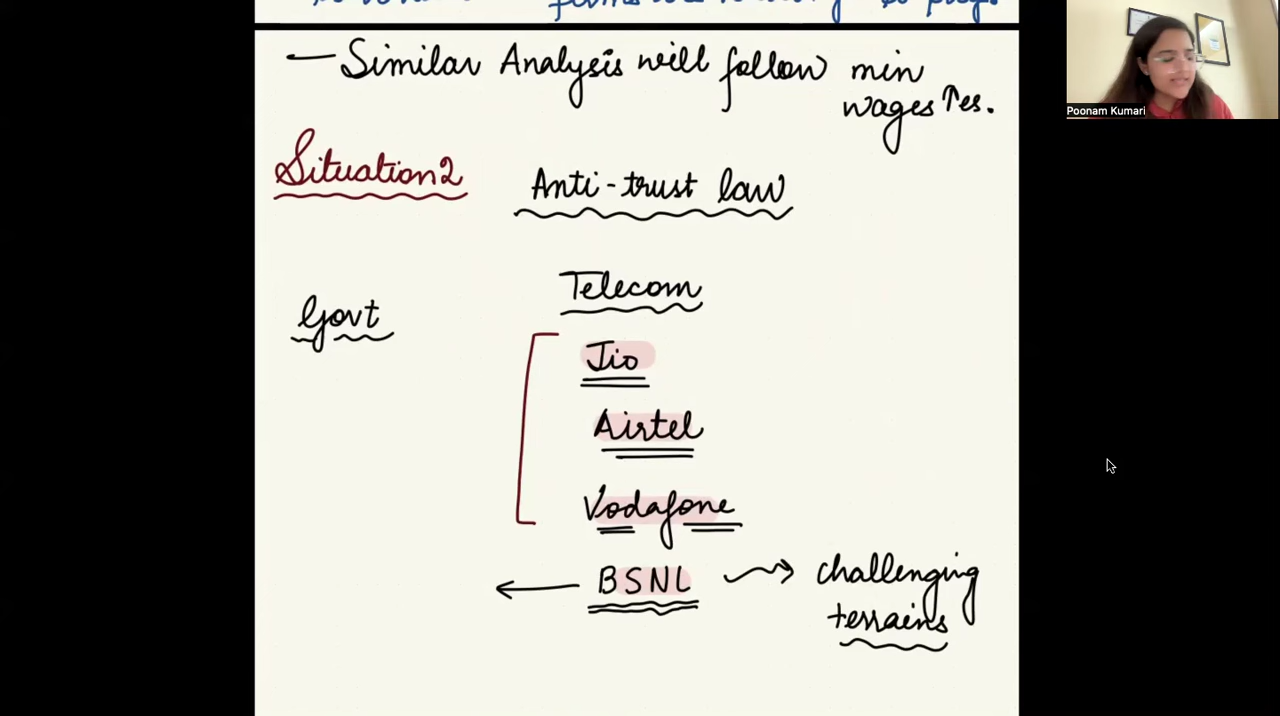 — Similar Analysis will follow min
wages ↑es.
Poonam Kumari
Situation 2
Anti-trust law
Telecom
Govt
Jio
Airtel
Vodafone
← BSNL → challenging
terrains